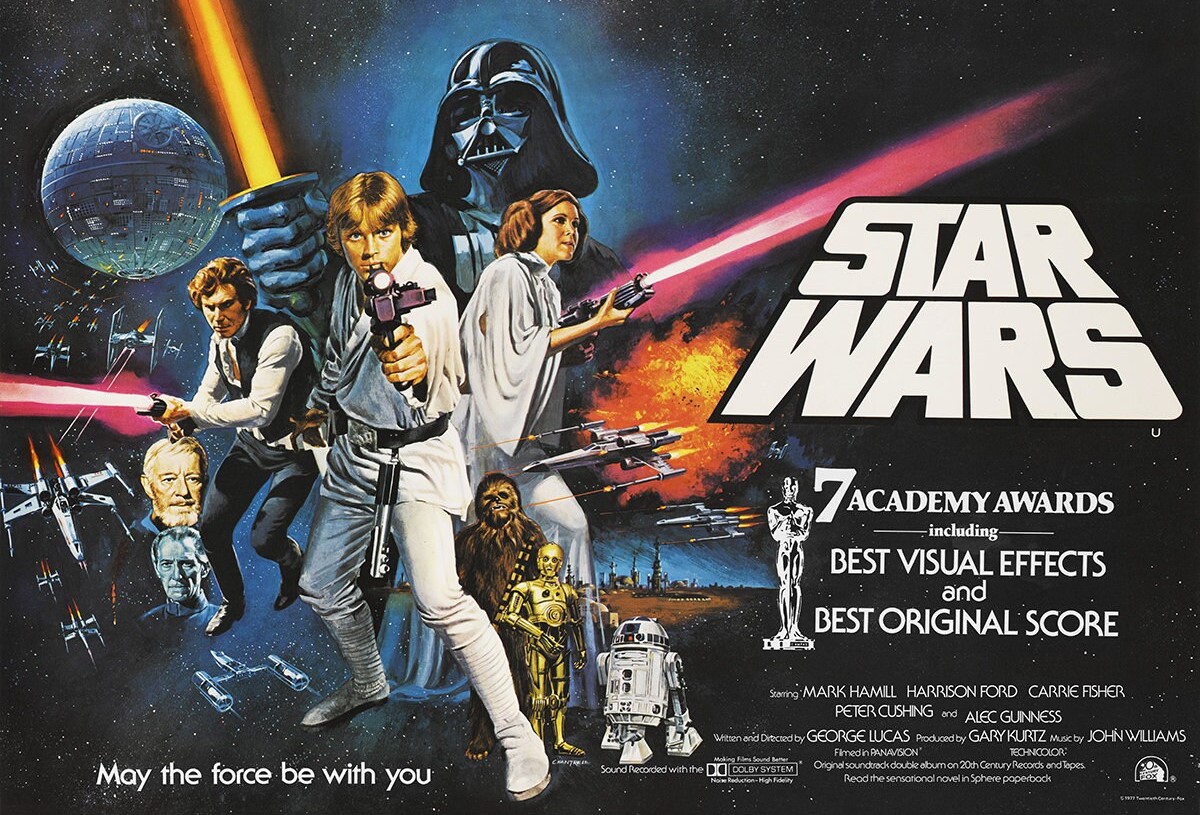 STAR
WARS
U
7 ACADEMY AWARDS
including
BEST VISUAL EFFECTS
and
BEST ORIGINAL SCORE
Starring MARK HAMILL HARRISON FORD CARRIE FISHER
PETER CUSHING and ALEC GUINNESS
Written and Directed by GEORGE LUCAS Produced by GARY KURTZ Music by JOHN WILLIAMS
Filmed in PANAVISION® TECHNICOLOR®
Making Films Sound Better
Sound Recorded with the DOLBY SYSTEM®
Noise Reduction - High Fidelity
Original soundtrack double album on 20th Century Records and Tapes.
Read the sensational novel in Sphere paperback
May the force be with you
CHANTRELL
©1977 Twentieth Century-Fox